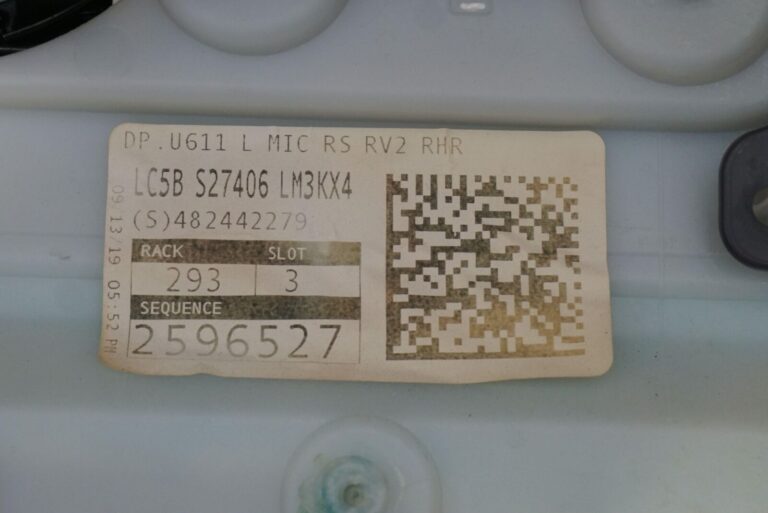 DP.U611 L MIC RS RV2 RHR
LC5B S27406 LM3KX4
(S)482442279
RACK SLOT
293 3
SEQUENCE
2596527
09/13/19 05:52 PM